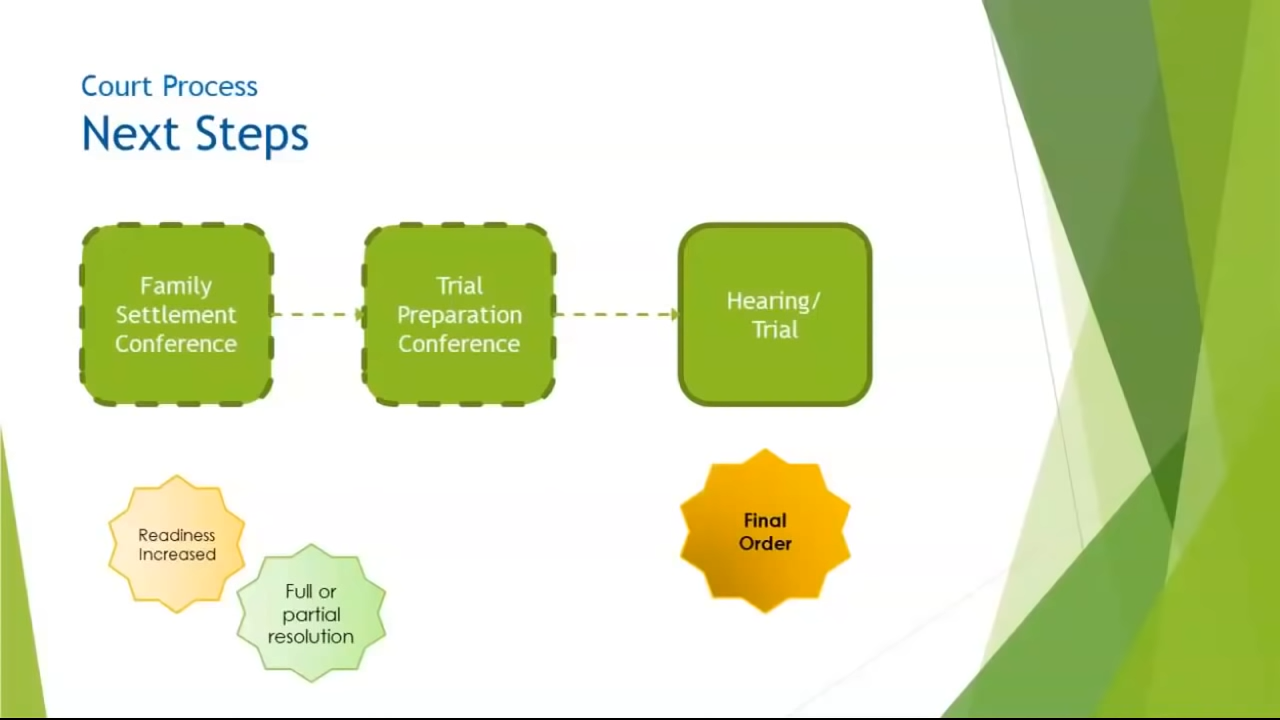 Court Process
Next Steps
Family
Settlement
Conference
Trial
Preparation
Conference
Hearing/
Trial
Readiness
Increased
Full or
partial
resolution
Final
Order